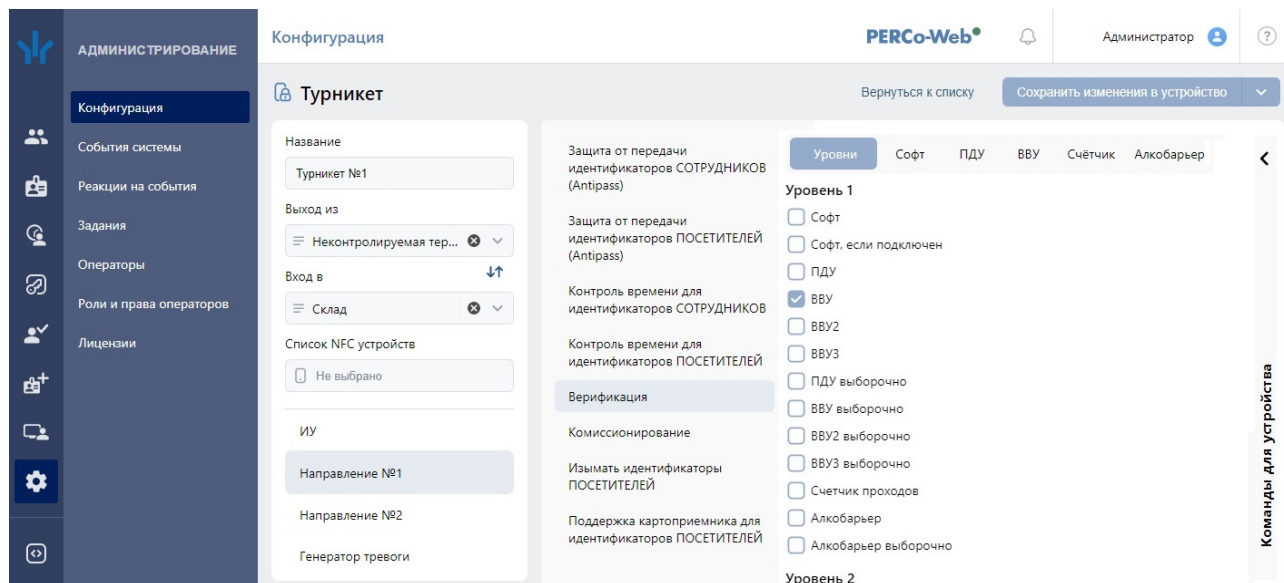 АДМИНИСТРИРОВАНИЕ
Конфигурация
События системы
Реакции на события
Задания
Операторы
Роли и права операторов
Лицензии
Конфигурация
PERCo-Web
Администратор
?
Турникет
Вернуться к списку
Сохранить изменения в устройство
Название
Турникет №1
Выход из
Неконтролируемая тер...
Вход в
Склад
Список NFC устройств
Не выбрано
ИУ
Направление №1
Направление №2
Генератор тревоги
Защита от передачи
идентификаторов СОТРУДНИКОВ
(Antipass)
Защита от передачи
идентификаторов ПОСЕТИТЕЛЕЙ
(Antipass)
Контроль времени для
идентификаторов СОТРУДНИКОВ
Контроль времени для
идентификаторов ПОСЕТИТЕЛЕЙ
Верификация
Комиссионирование
Изымать идентификаторы
ПОСЕТИТЕЛЕЙ
Поддержка картоприемника для
идентификаторов ПОСЕТИТЕЛЕЙ
Уровни Софт ПДУ ВВУ Счётчик Алкобарьер
Уровень 1
Софт
Софт, если подключен
ПДУ
ВВУ
ВВУ2
ВВУ3
ПДУ выборочно
ВВУ выборочно
ВВУ2 выборочно
ВВУ3 выборочно
Счетчик проходов
Алкобарьер
Алкобарьер выборочно
Уровень 2
Команды для устройства